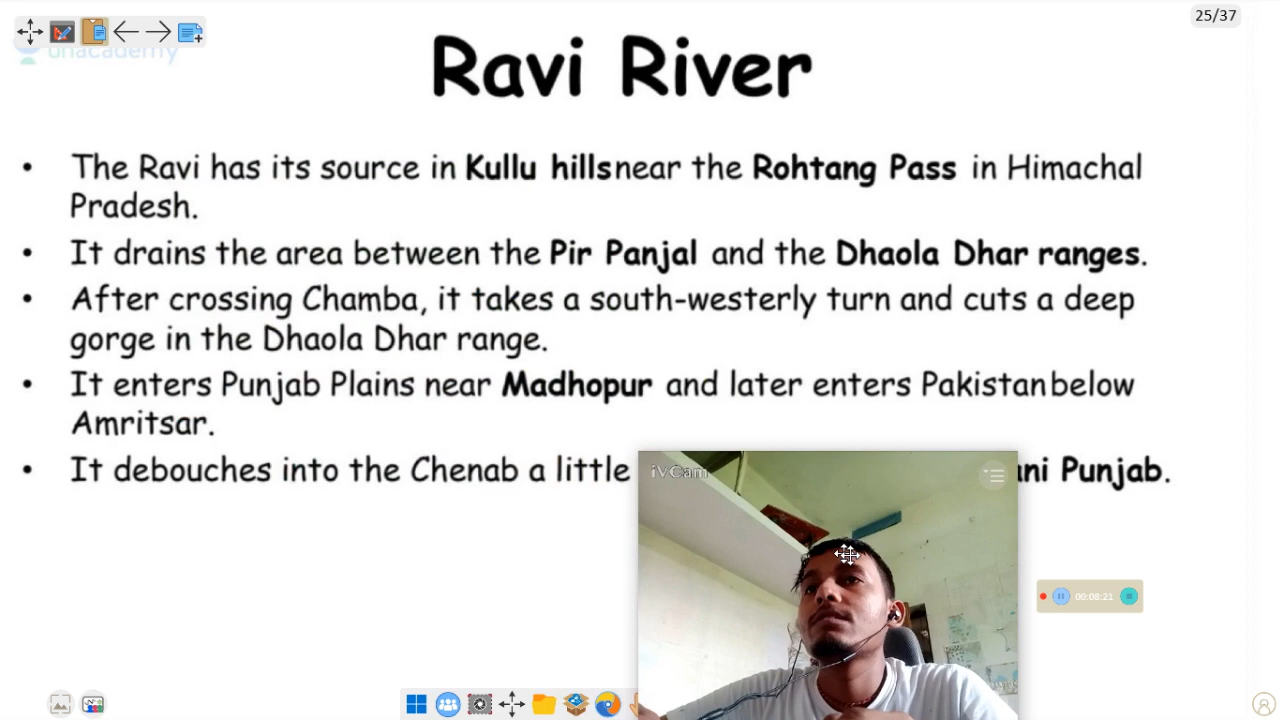 25/37
unacademy
Ravi River
• The Ravi has its source in Kullu hills near the Rohtang Pass in Himachal
Pradesh.
• It drains the area between the Pir Panjal and the Dhaola Dhar ranges.
• After crossing Chamba, it takes a south-westerly turn and cuts a deep
gorge in the Dhaola Dhar range.
• It enters Punjab Plains near Madhopur and later enters Pakistan below
Amritsar.
• It debouches into the Chenab a little ani Punjab.
iVCam
00:08:21